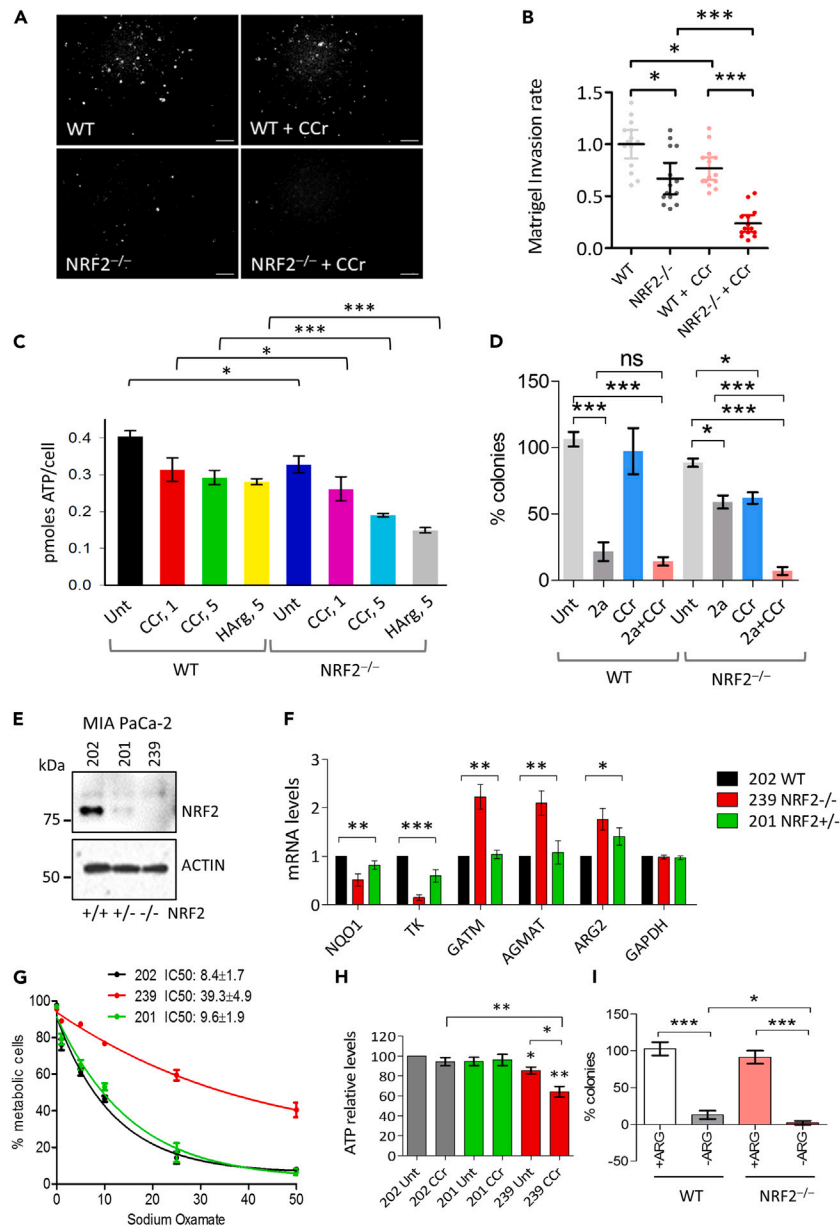 A
WT
WT + CCr
NRF2−/−
NRF2−/− + CCr
B
***
*
*
***
Matrigel Invasion rate
1.5
1.0
0.5
0.0
WT
NRF2-/-
WT + CCr
NRF2-/- + CCr
C
***
***
*
*
pmoles ATP/cell
0.4
0.3
0.2
0.1
0.0
Unt
CCr, 1
CCr, 5
HArg, 5
Unt
CCr, 1
CCr, 5
HArg, 5
WT
NRF2−/−
D
ns
*
***
***
***
***
*
% colonies
150
100
50
0
Unt
2a
CCr
2a+CCr
Unt
2a
CCr
2a+CCr
WT
NRF2−/−
E
MIA PaCa-2
202
201
239
kDa
75
NRF2
50
ACTIN
+/+ +/- -/- NRF2
F
mRNA levels
3
2
1
0
**
***
**
**
*
NQO1
TK
GATM
AGMAT
ARG2
GAPDH
202 WT
239 NRF2-/-
201 NRF2+/-
G
202 IC50: 8.4±1.7
239 IC50: 39.3±4.9
201 IC50: 9.6±1.9
% metabolic cells
100
80
60
40
20
0
0 10 20 30 40 50
Sodium Oxamate
H
**
*
*
**
ATP relative levels
120
100
80
60
40
20
0
202 Unt
202 CCr
201 Unt
201 CCr
239 Unt
239 CCr
I
*
***
***
% colonies
150
100
50
0
-50
+ARG
-ARG
+ARG
-ARG
WT
NRF2−/−